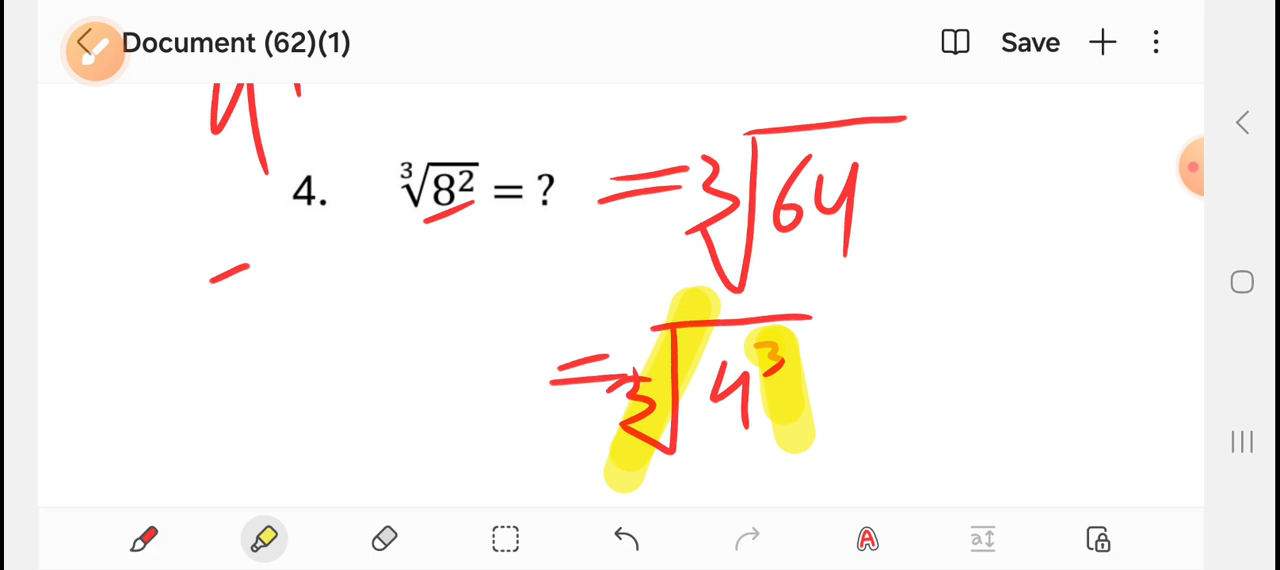 Document (62)(1) Save
4. ∛8² = ? = ∛64
= ∛4³